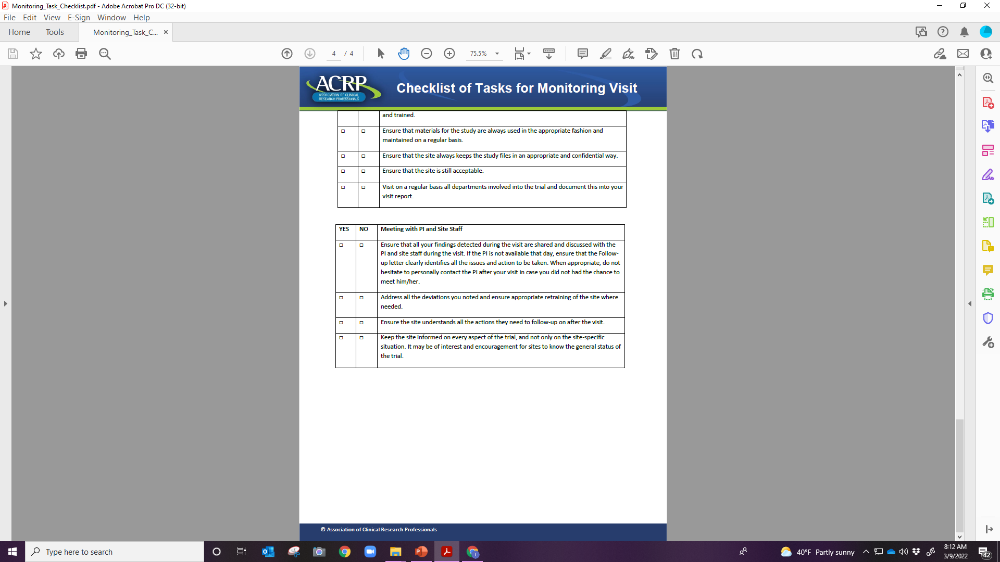 Monitoring_Task_Checklist.pdf - Adobe Acrobat Pro DC (32-bit)
File Edit View E-Sign Window Help
Home Tools Monitoring_Task_C... ×
4 / 4 75.5%
ACRP
ASSOCIATION OF CLINICAL
RESEARCH PROFESSIONALS
Checklist of Tasks for Monitoring Visit
and trained.
Ensure that materials for the study are always used in the appropriate fashion and
maintained on a regular basis.
Ensure that the site always keeps the study files in an appropriate and confidential way.
Ensure that the site is still acceptable.
Visit on a regular basis all departments involved into the trial and document this into your
visit report.
YES NO Meeting with PI and Site Staff
Ensure that all your findings detected during the visit are shared and discussed with the
PI and site staff during the visit. If the PI is not available that day, ensure that the Follow-
up letter clearly identifies all the issues and action to be taken. When appropriate, do not
hesitate to personally contact the PI after your visit in case you did not had the chance to
meet him/her.
Address all the deviations you noted and ensure appropriate retraining of the site where
needed.
Ensure the site understands all the actions they need to follow-up on after the visit.
Keep the site informed on every aspect of the trial, and not only on the site-specific
situation. It may be of interest and encouragement for sites to know the general status of
the trial.
© Association of Clinical Research Professionals
Type here to search
40°F Partly sunny
8:12 AM
3/9/2022
42